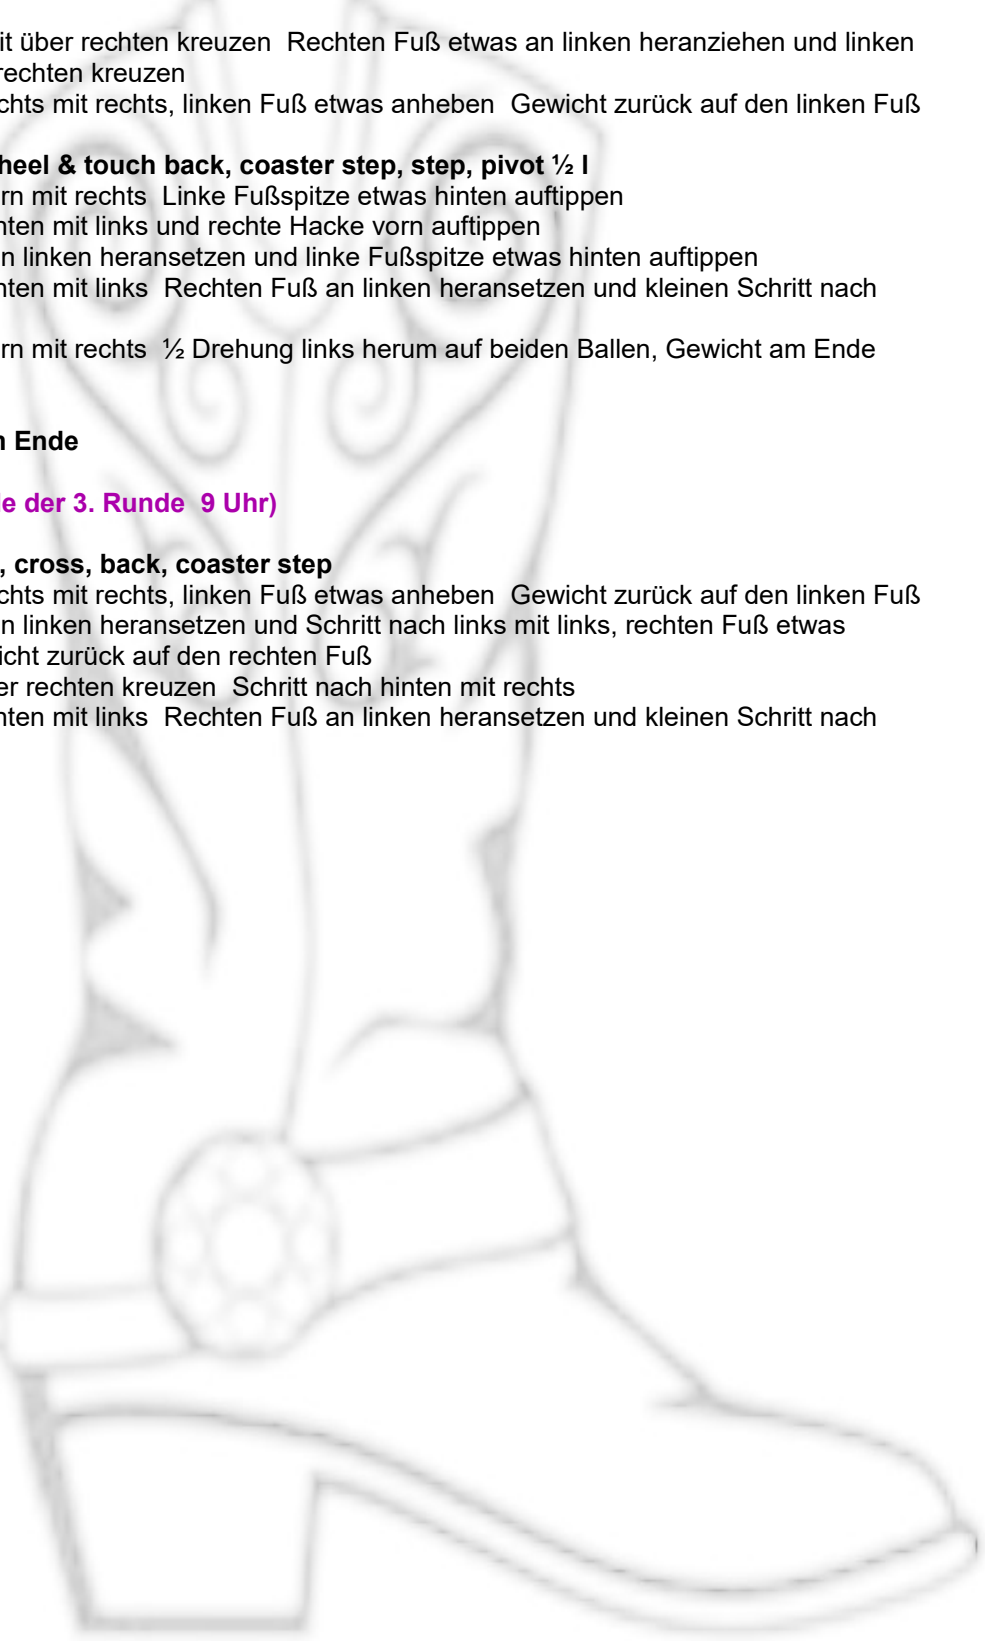 it über rechten kreuzen  Rechten Fuß etwas an linken heranziehen und linken
rechten kreuzen
chts mit rechts, linken Fuß etwas anheben  Gewicht zurück auf den linken Fuß
heel & touch back, coaster step, step, pivot ½ l
rn mit rechts  Linke Fußspitze etwas hinten auftippen
nten mit links und rechte Hacke vorn auftippen
n linken heransetzen und linke Fußspitze etwas hinten auftippen
nten mit links  Rechten Fuß an linken heransetzen und kleinen Schritt nach
rn mit rechts  ½ Drehung links herum auf beiden Ballen, Gewicht am Ende
n Ende
e der 3. Runde  9 Uhr)
, cross, back, coaster step
chts mit rechts, linken Fuß etwas anheben  Gewicht zurück auf den linken Fuß
n linken heransetzen und Schritt nach links mit links, rechten Fuß etwas
icht zurück auf den rechten Fuß
er rechten kreuzen  Schritt nach hinten mit rechts
nten mit links  Rechten Fuß an linken heransetzen und kleinen Schritt nach